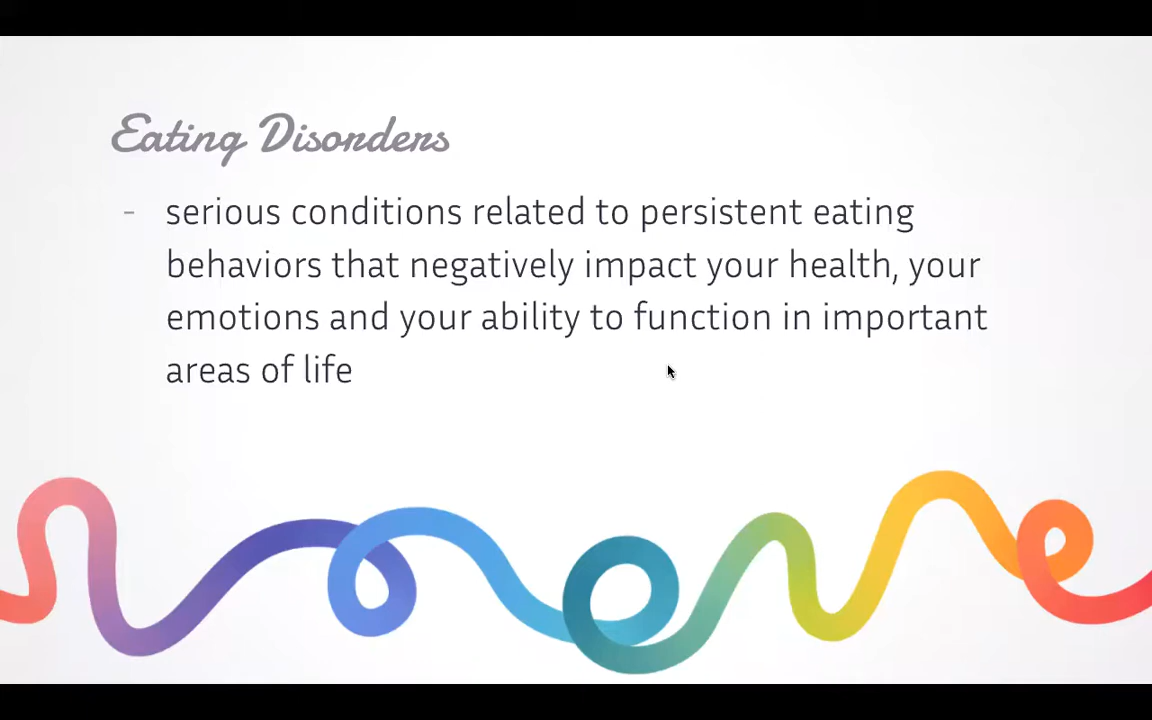 Eating Disorders
- serious conditions related to persistent eating
behaviors that negatively impact your health, your
emotions and your ability to function in important
areas of life